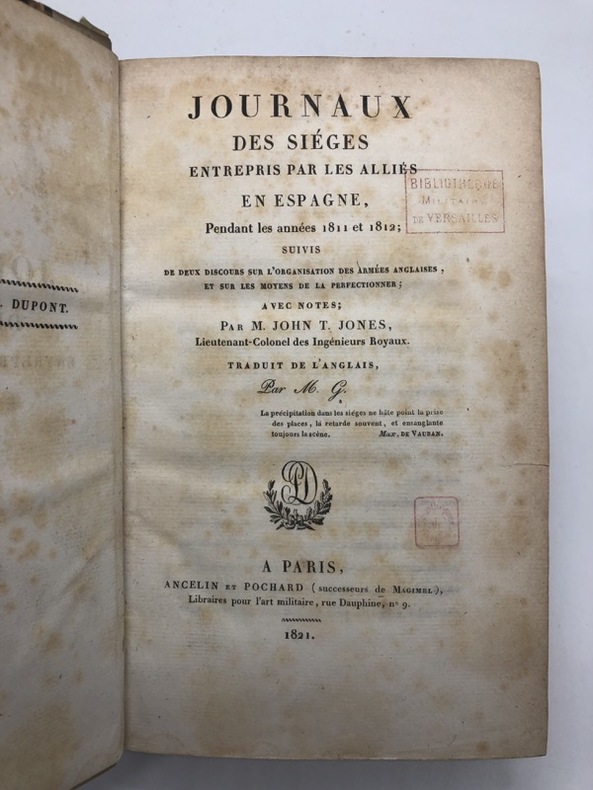 . DUPONT.
JOURNAUX
DES SIÉGES
ENTREPRIS PAR LES ALLIÉS
EN ESPAGNE,
Pendant les années 1811 et 1812;
SUIVIS
DE DEUX DISCOURS SUR L'ORGANISATION DES ARMÉES ANGLAISES,
ET SUR LES MOYENS DE LA PERFECTIONNER;
AVEC NOTES;
PAR M. JOHN T. JONES,
Lieutenant-Colonel des Ingénieurs Royaux.
TRADUIT DE L'ANGLAIS,
Par M. G.
La précipitation dans les siéges ne hâte point la prise
des places, la retarde souvent, et ensanglante
toujours la scène. Max. DE VAUBAN.
BIBLIOTHÈQUE
MILITAIRE
DE VERSAILLES
PD
A PARIS,
ANCELIN ET POCHARD (successeurs de MAGIMEL),
Libraires pour l'art militaire, rue Dauphine, n° 9.
1821.